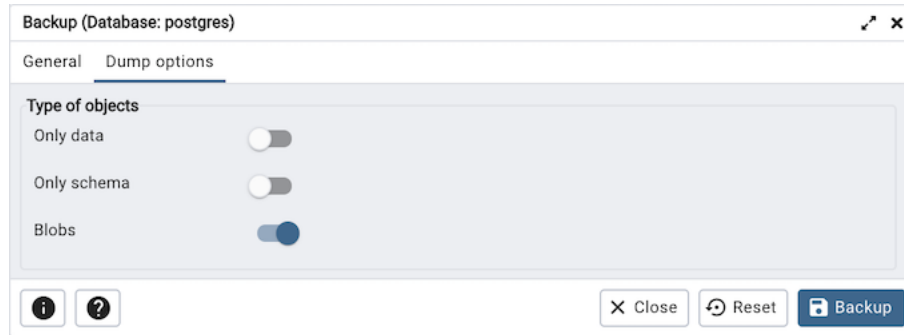 Backup (Database: postgres)
General Dump options
Type of objects
Only data
Only schema
Blobs
Close Reset Backup